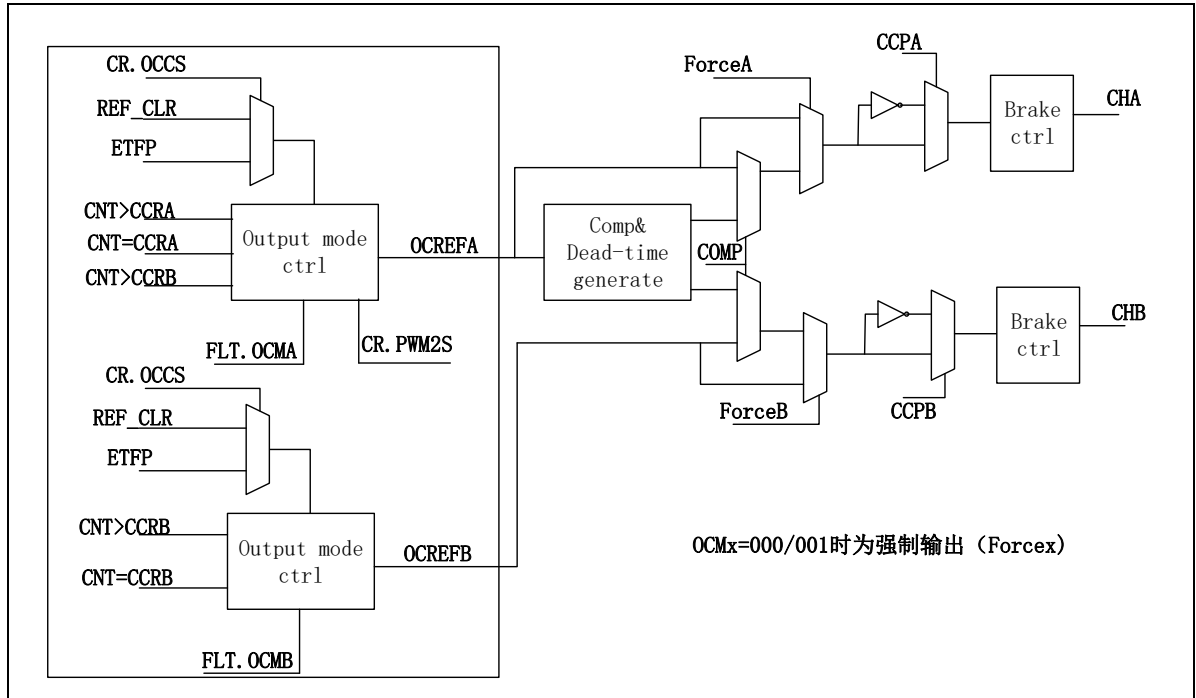 CR.OCCS
REF_CLR
ETFP
CNT>CCRA
CNT=CCRA
CNT>CCRB
Output mode
ctrl
OCREFA
FLT.OCMA
CR.PWM2S
CR.OCCS
REF_CLR
ETFP
CNT>CCRB
CNT=CCRB
Output mode
ctrl
OCREFB
FLT.OCMB
Comp&
Dead-time
generate
COMP
ForceA
CCPA
Brake
ctrl
CHA
ForceB
CCPB
Brake
ctrl
CHB
OCMx=000/001时为强制输出（Forcex）